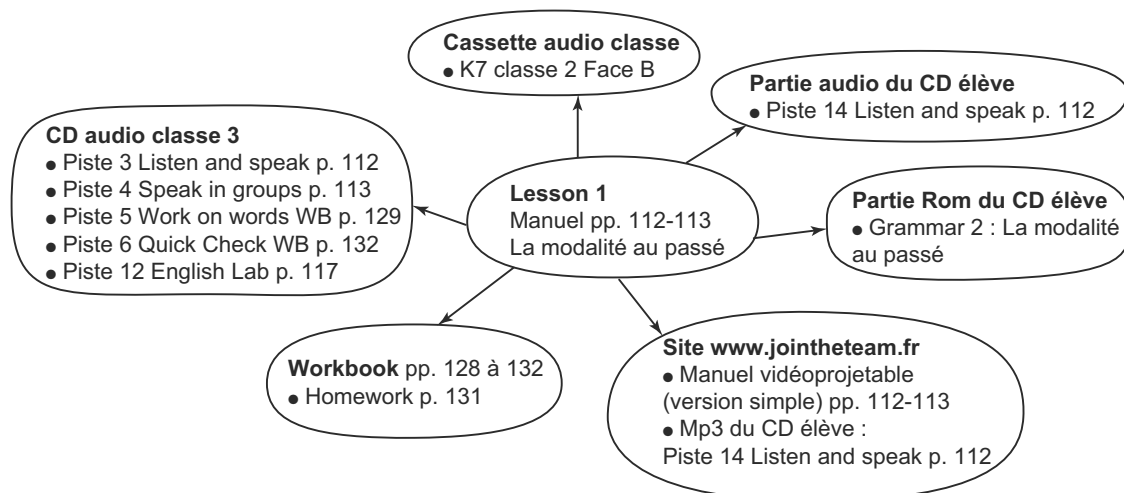 Cassette audio classe
● K7 classe 2 Face B
Partie audio du CD élève
● Piste 14 Listen and speak p. 112
CD audio classe 3
● Piste 3 Listen and speak p. 112
● Piste 4 Speak in groups p. 113
● Piste 5 Work on words WB p. 129
● Piste 6 Quick Check WB p. 132
● Piste 12 English Lab p. 117
Lesson 1
Manuel pp. 112-113
La modalité au passé
Partie Rom du CD élève
● Grammar 2 : La modalité
au passé
Workbook pp. 128 à 132
● Homework p. 131
Site www.jointheteam.fr
● Manuel vidéoprojetable
(version simple) pp. 112-113
● Mp3 du CD élève :
Piste 14 Listen and speak p. 112